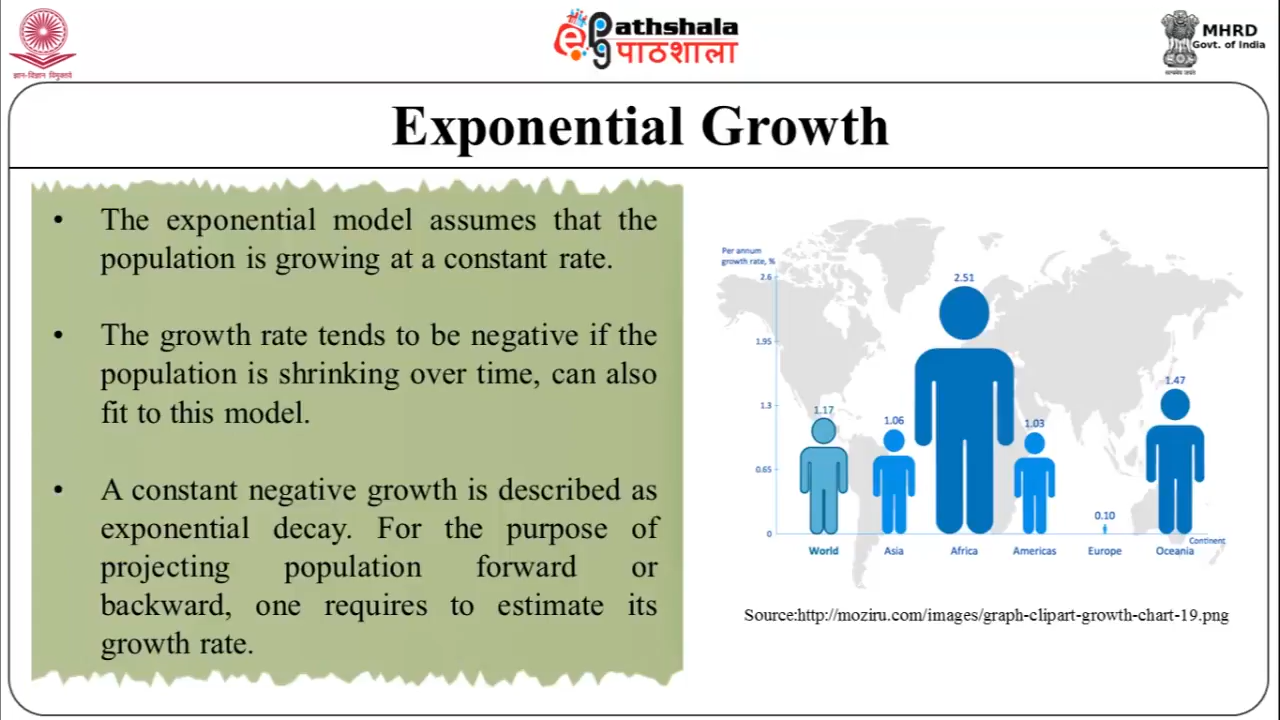 ज्ञान-विज्ञान विमुक्तये
ePathshala
पाठशाला
MHRD
Govt. of India
सत्यमेव जयते
Exponential Growth
• The exponential model assumes that the
population is growing at a constant rate.
• The growth rate tends to be negative if the
population is shrinking over time, can also
fit to this model.
• A constant negative growth is described as
exponential decay. For the purpose of
projecting population forward or
backward, one requires to estimate its
growth rate.
Per annum
growth rate, %
2.6
1.95
1.3
0.65
0
1.17
1.06
2.51
1.03
0.10
1.47
World
Asia
Africa
Americas
Europe
Oceania
Continent
Source:http://moziru.com/images/graph-clipart-growth-chart-19.png